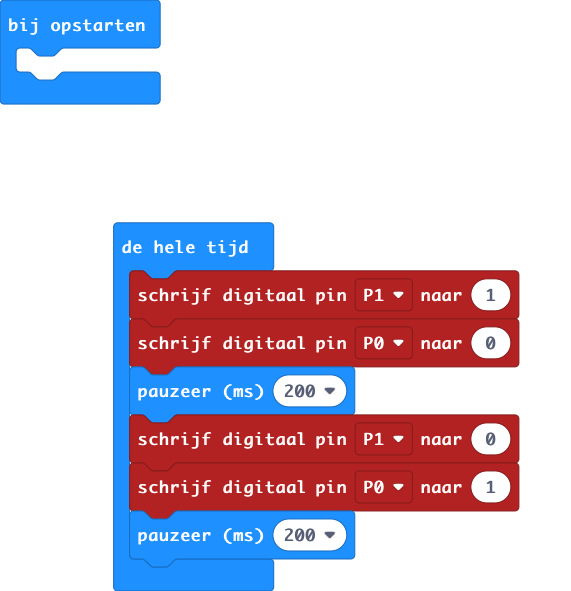 bij opstarten
de hele tijd
schrijf digitaal pin P1 naar 1
schrijf digitaal pin P0 naar 0
pauzeer (ms) 200
schrijf digitaal pin P1 naar 0
schrijf digitaal pin P0 naar 1
pauzeer (ms) 200